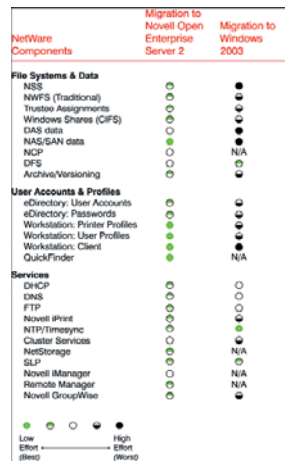 NetWare Components
Migration to Novell Open Enterprise Server 2
Migration to Windows 2003
File Systems & Data
NSS
NWFS (Traditional)
Trustee Assignments
Windows Shares (CIFS)
DAS data
NAS/SAN data
NCP N/A
DFS
Archive/Versioning
User Accounts & Profiles
eDirectory: User Accounts
eDirectory: Passwords
Workstation: Printer Profiles
Workstation: User Profiles
Workstation: Client
QuickFinder N/A
Services
DHCP
DNS
FTP
Novell iPrint
NTP/Timesync
Cluster Services
NetStorage N/A
SLP
Novell iManager N/A
Remote Manager N/A
Novell GroupWise
Low Effort (Best)
High Effort (Worst)